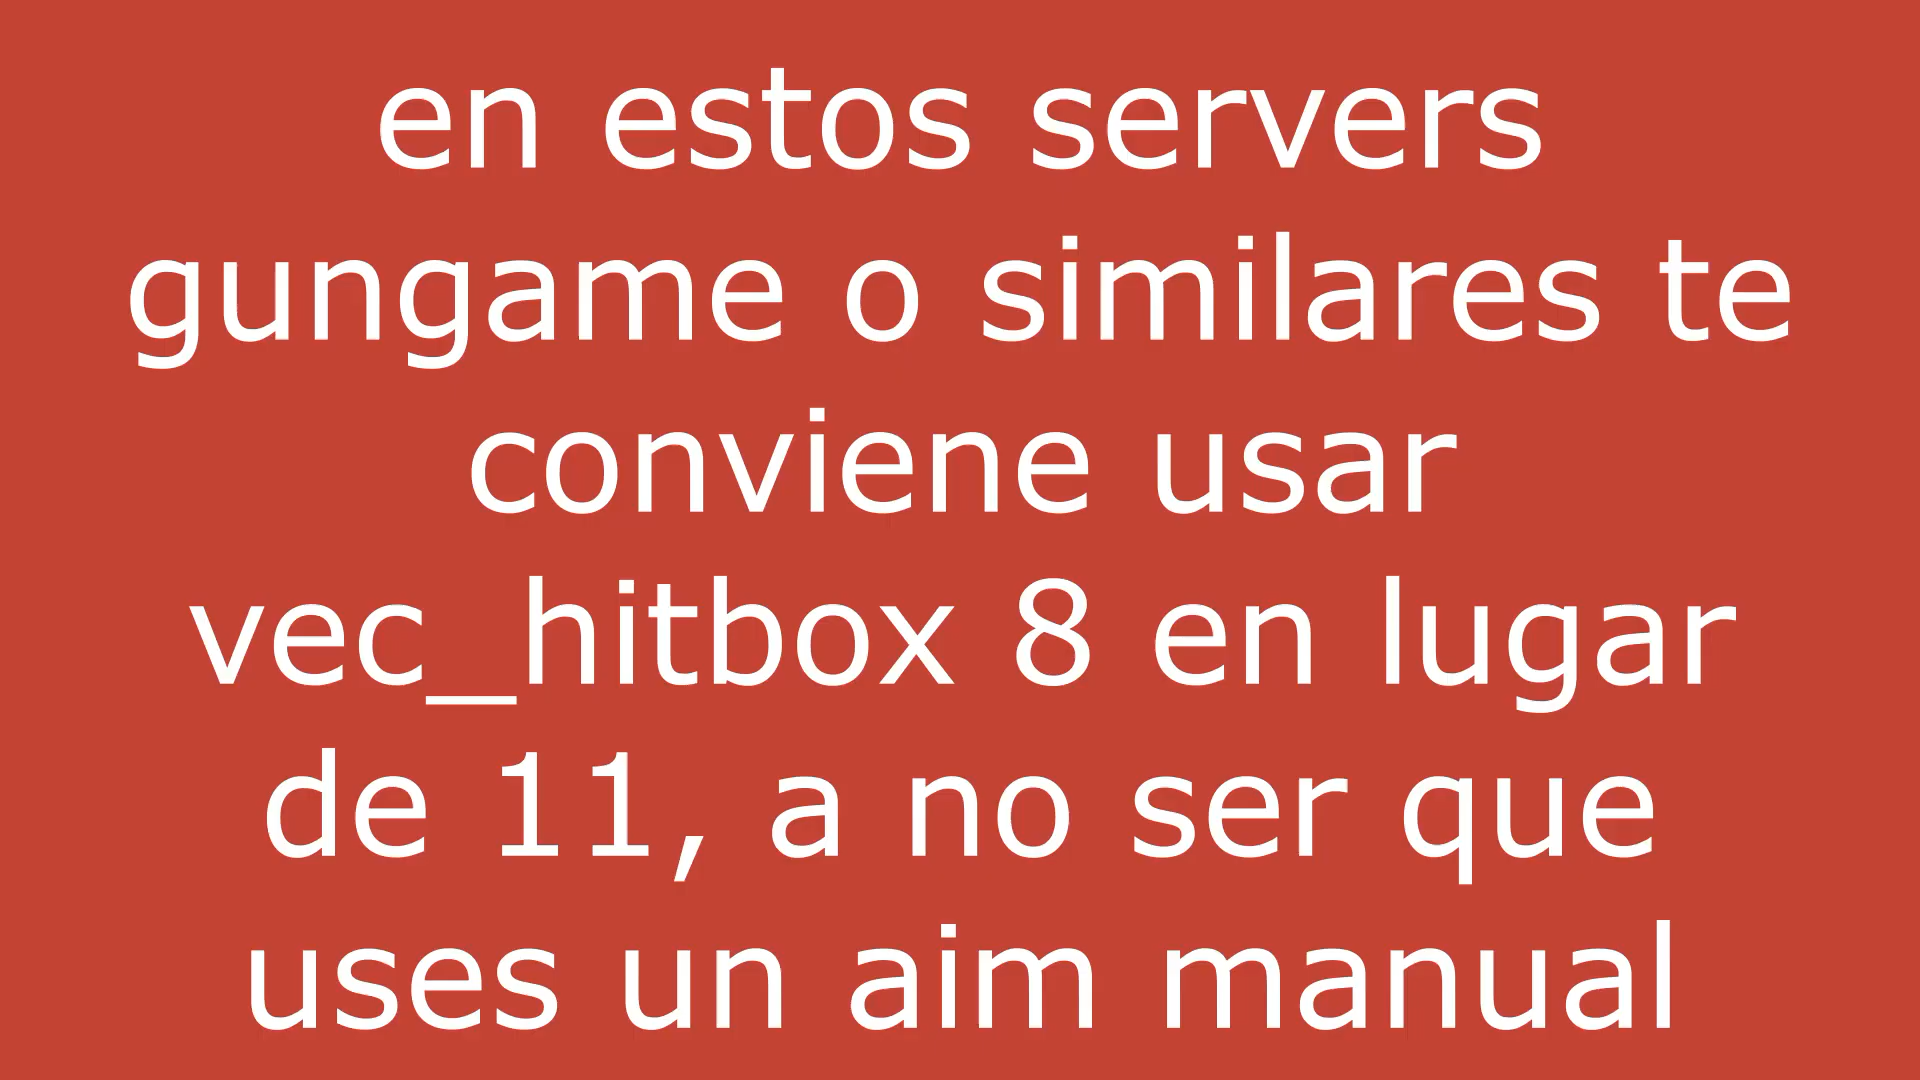 en estos servers
gungame o similares te
conviene usar
vec_hitbox 8 en lugar
de 11, a no ser que
uses un aim manual